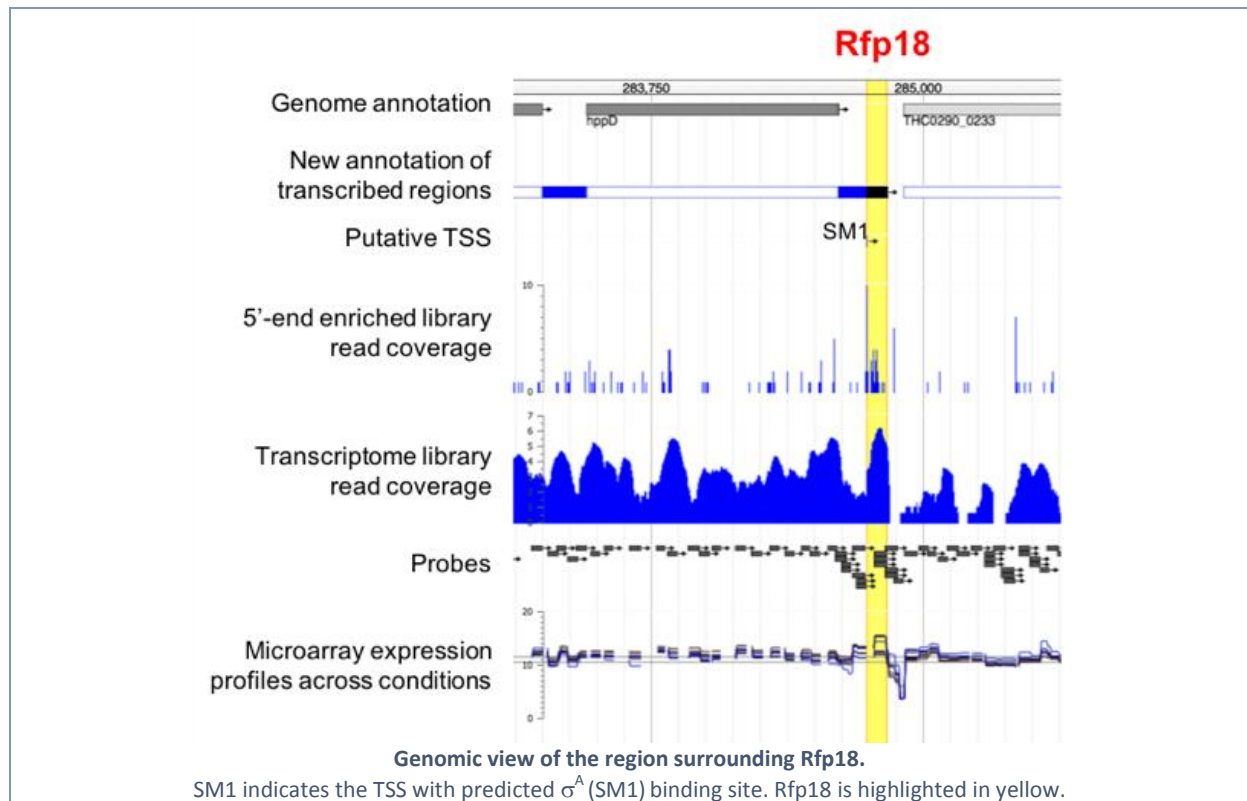 Rfp18
283,750 285,000
Genome annotation
hppD THC0290_0233
New annotation of
transcribed regions
Putative TSS
SM1
10
5'-end enriched library
read coverage
0
7
6
5
Transcriptome library
read coverage
Probes
20
Microarray expression
profiles across conditions
10
0
Genomic view of the region surrounding Rfp18.
SM1 indicates the TSS with predicted σᴬ (SM1) binding site. Rfp18 is highlighted in yellow.